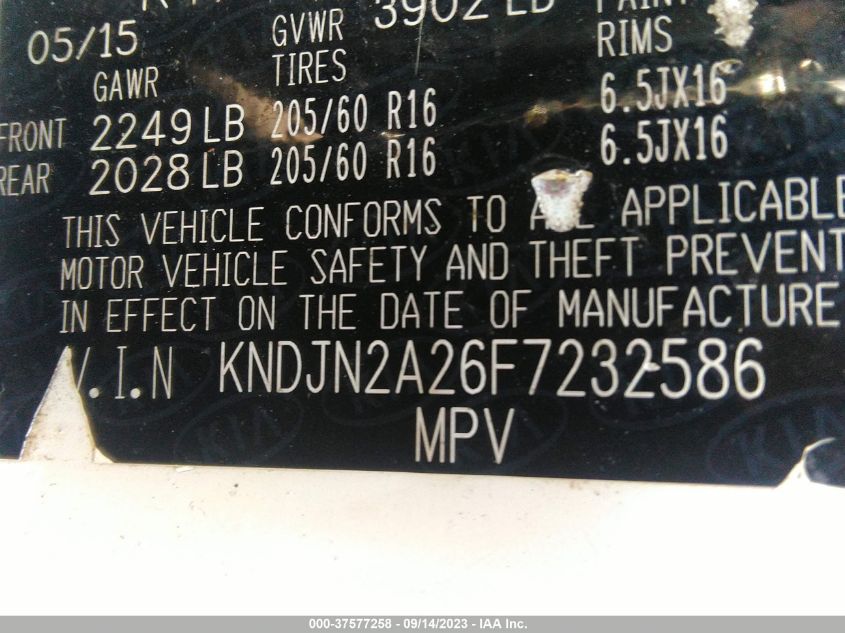 05/15 GVWR 3902 LB PAINT
GAWR TIRES RIMS
FRONT 2249 LB 205/60 R16 6.5JX16
REAR 2028 LB 205/60 R16 6.5JX16
THIS VEHICLE CONFORMS TO APPLICABLE
MOTOR VEHICLE SAFETY AND THEFT PREVENT
IN EFFECT ON THE DATE OF MANUFACTURE
V.I.N KNDJN2A26F7232586
MPV
000-37577258 - 09/14/2023 - IAA Inc.